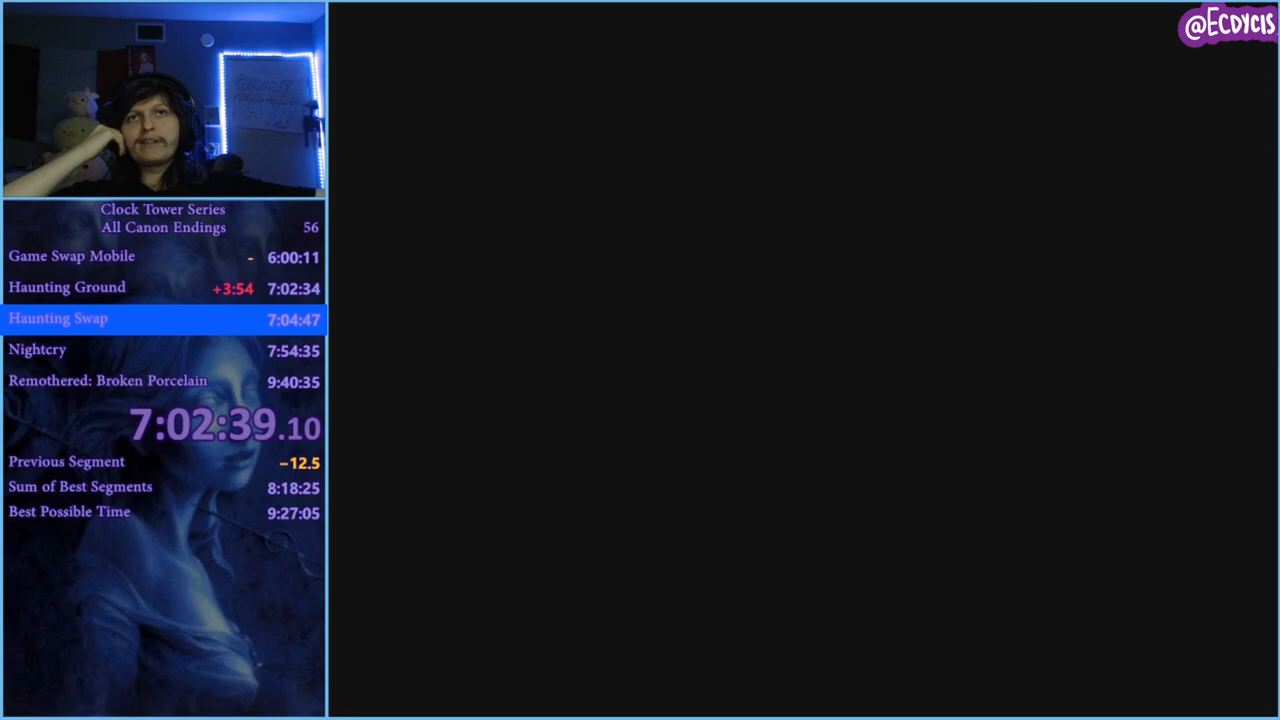 @ECDYCIS
Clock Tower Series
All Canon Endings 56
Game Swap Mobile - 6:00:11
Haunting Ground +3:54 7:02:34
Haunting Swap 7:04:47
Nightcry 7:54:35
Remothered: Broken Porcelain 9:40:35
7:02:39.10
Previous Segment −12.5
Sum of Best Segments 8:18:25
Best Possible Time 9:27:05